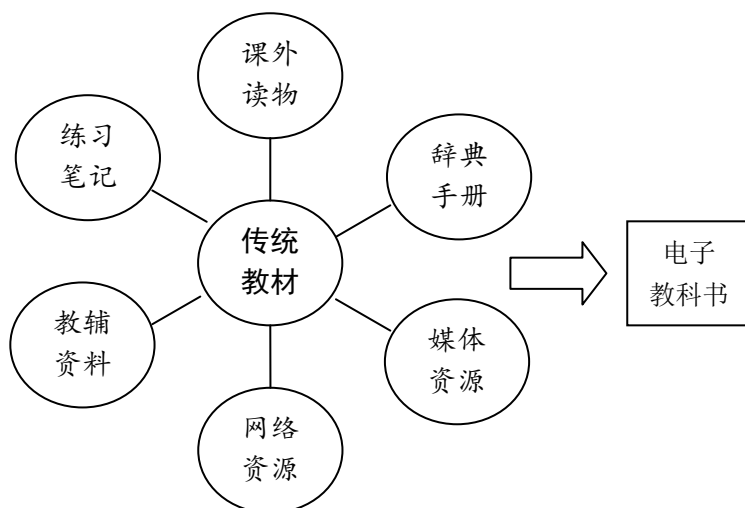 课外
读物
练习
笔记
辞典
手册
传统
教材
电子
教科书
教辅
资料
媒体
资源
网络
资源